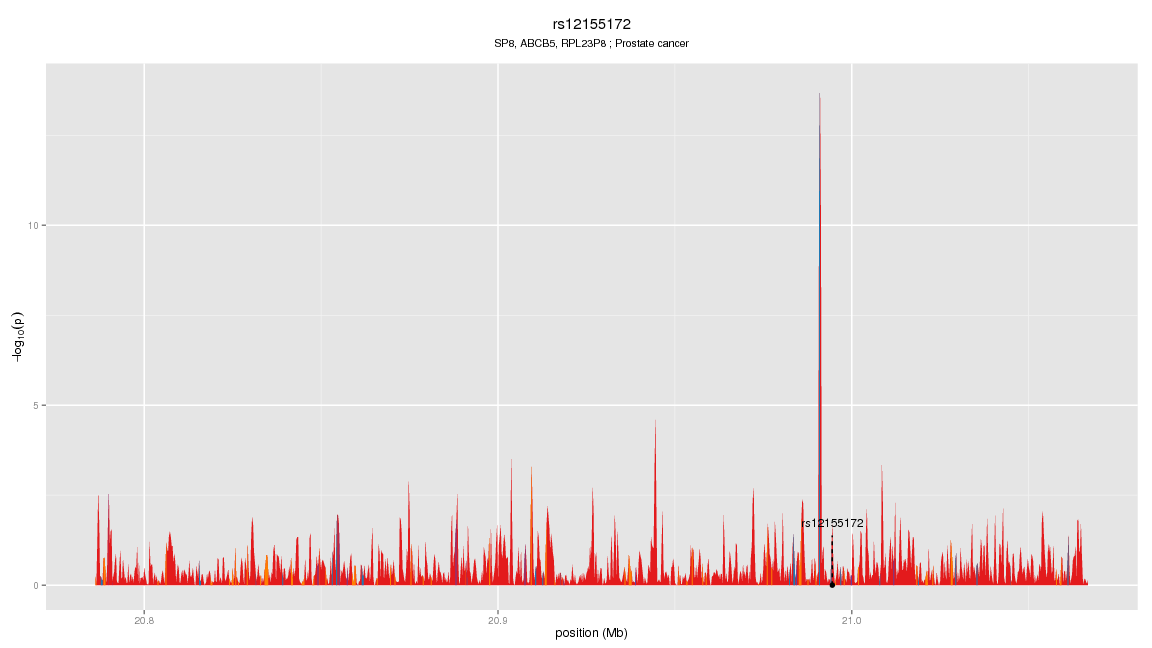 rs12155172
SP8, ABCB5, RPL23P8 ; Prostate cancer
−log10(p)
10
5
0
rs12155172
20.8
20.9
21.0
position (Mb)